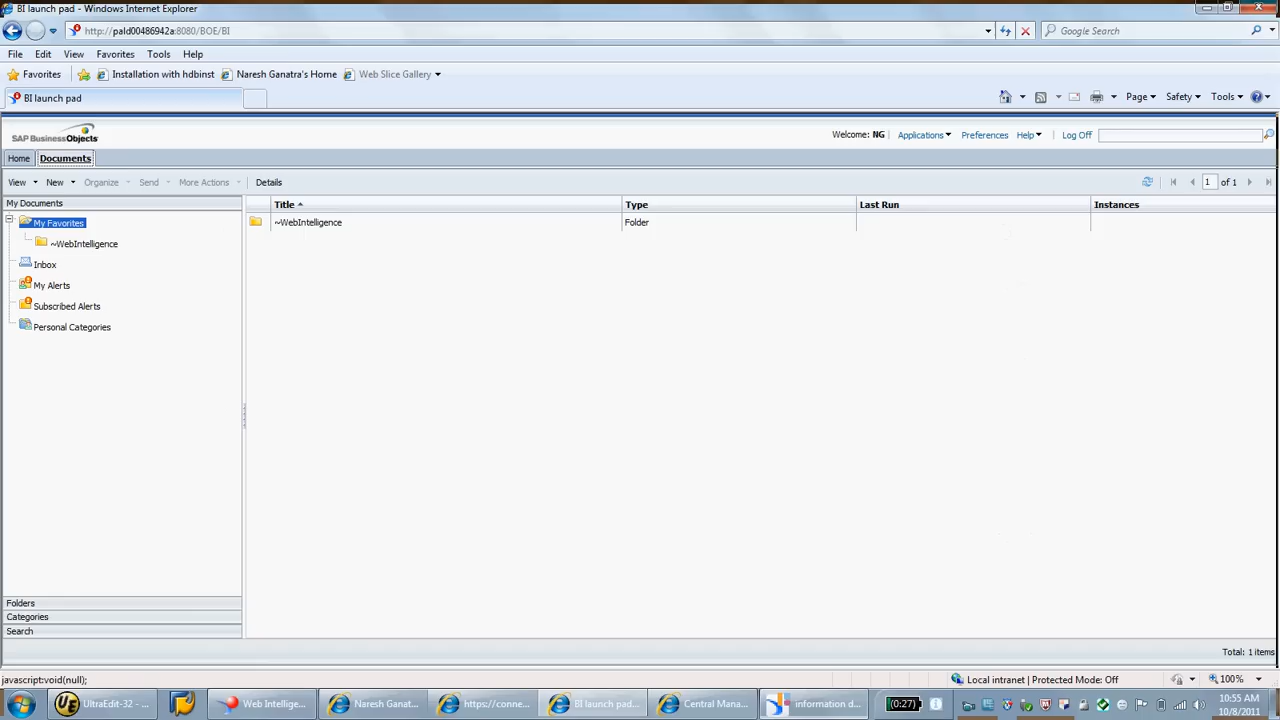 BI launch pad - Windows Internet Explorer
http://pald00486942a:8080/BOE/BI
Google Search
File Edit View Favorites Tools Help
Favorites Installation with hdbinst Naresh Ganatra's Home Web Slice Gallery
BI launch pad
Page Safety Tools
SAP BusinessObjects
Welcome: NG Applications Preferences Help Log Off
Home Documents
View New Organize Send More Actions Details
1 of 1
My Documents
Title Type Last Run Instances
My Favorites
~WebIntelligence Folder
~WebIntelligence
Inbox
My Alerts
Subscribed Alerts
Personal Categories
Folders
Categories
Search
Total: 1 items
javascript:void(null);
Local intranet | Protected Mode: Off
100%
UltraEdit-32 - ...
Web Intellige...
Naresh Ganat...
https://conne...
BI launch pad...
Central Mana...
information d...
(0:27)
10:55 AM
10/8/2011